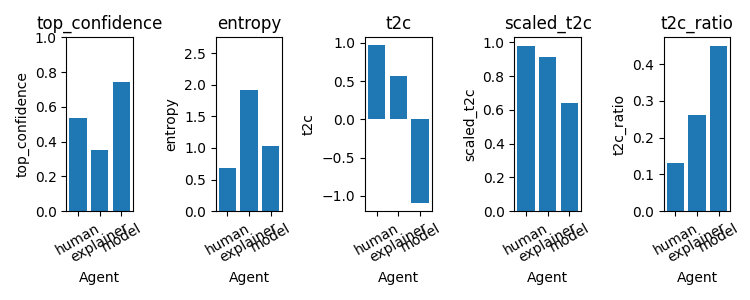 top_confidence
entropy
t2c
scaled_t2c
t2c_ratio
top_confidence
1.0
0.8
0.6
0.4
0.2
0.0
human
explainer
model
Agent
entropy
2.5
2.0
1.5
1.0
0.5
0.0
human
explainer
model
Agent
t2c
1.0
0.5
0.0
−0.5
−1.0
human
explainer
model
Agent
scaled_t2c
1.0
0.8
0.6
0.4
0.2
0.0
human
explainer
model
Agent
t2c_ratio
0.4
0.3
0.2
0.1
0.0
human
explainer
model
Agent